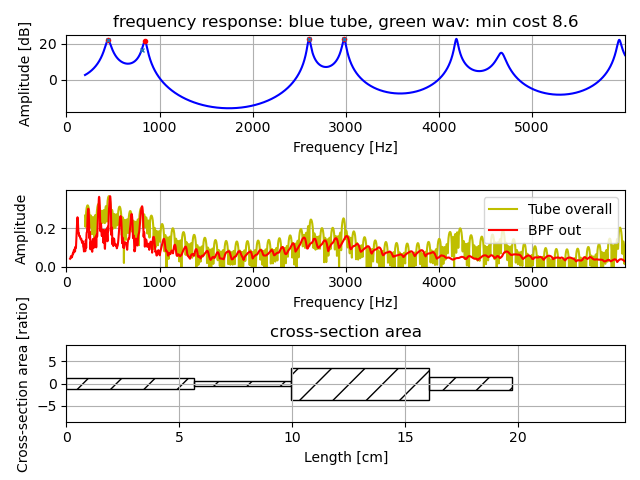 frequency response: blue tube, green wav: min cost 8.6
Amplitude [dB]
20
0
0
1000
2000
3000
4000
5000
Frequency [Hz]
Amplitude
0.2
0.0
Tube overall
BPF out
0
1000
2000
3000
4000
5000
Frequency [Hz]
cross-section area
Cross-section area [ratio]
5
0
−5
0
5
10
15
20
Length [cm]